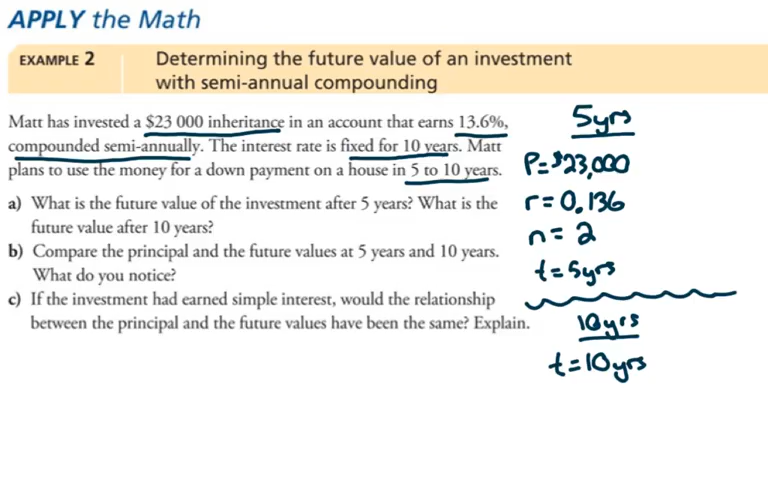 APPLY the Math
EXAMPLE 2
Determining the future value of an investment
with semi-annual compounding
Matt has invested a $23 000 inheritance in an account that earns 13.6%,
compounded semi-annually. The interest rate is fixed for 10 years. Matt
plans to use the money for a down payment on a house in 5 to 10 years.
a) What is the future value of the investment after 5 years? What is the
future value after 10 years?
b) Compare the principal and the future values at 5 years and 10 years.
What do you notice?
c) If the investment had earned simple interest, would the relationship
between the principal and the future values have been the same? Explain.
5yrs
P=$23,000
r=0.136
n=2
t=5yrs
10yrs
t=10yrs